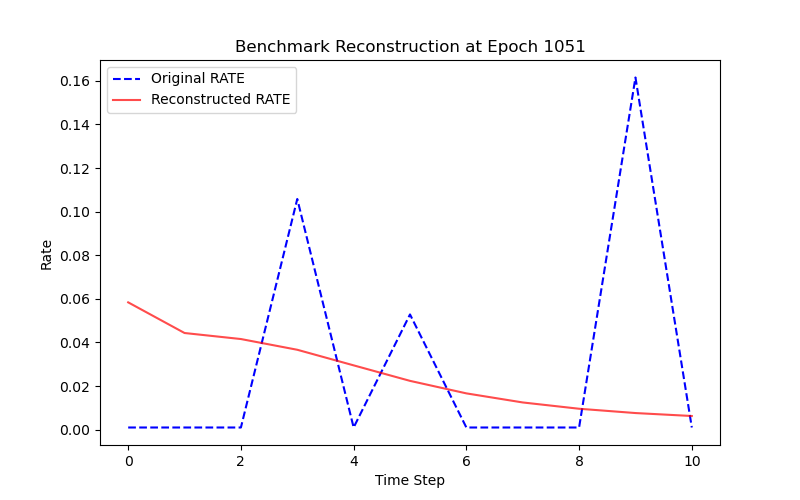 Benchmark Reconstruction at Epoch 1051
Original RATE
Reconstructed RATE
0.16
0.14
0.12
0.10
0.08
0.06
0.04
0.02
0.00
Rate
0 2 4 6 8 10
Time Step